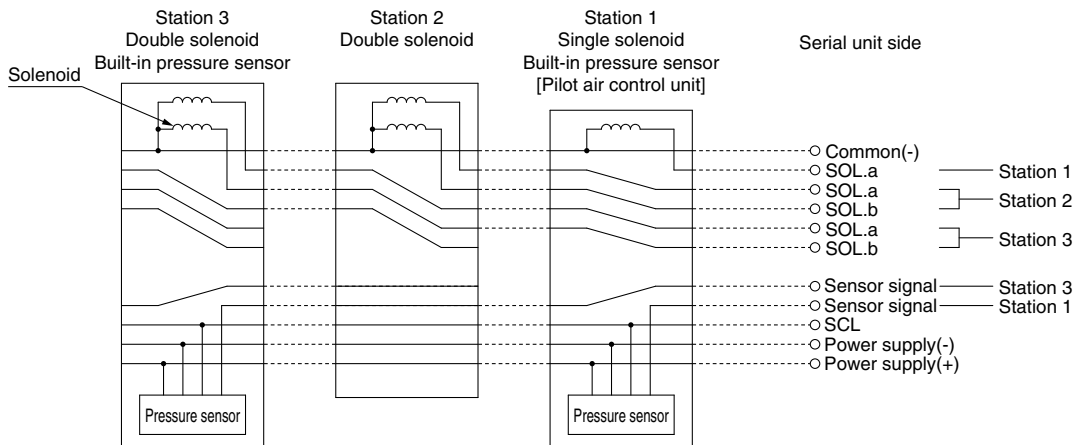 Station 3
Double solenoid
Built-in pressure sensor
Station 2
Double solenoid
Station 1
Single solenoid
Built-in pressure sensor
[Pilot air control unit]
Serial unit side
Solenoid
Common(-)
SOL.a
Station 1
SOL.a
SOL.b
Station 2
SOL.a
SOL.b
Station 3
Sensor signal
Station 3
Sensor signal
Station 1
SCL
Power supply(-)
Power supply(+)
Pressure sensor
Pressure sensor